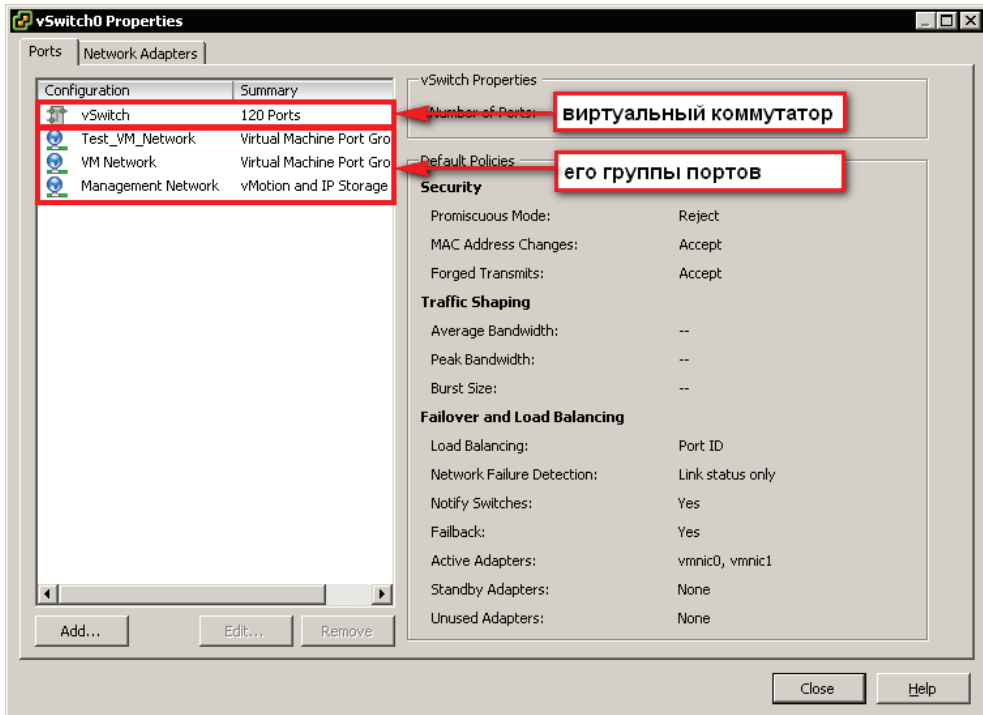 vSwitch0 Properties
Ports
Network Adapters
Configuration Summary
vSwitch 120 Ports
Test_VM_Network Virtual Machine Port Gro
VM Network Virtual Machine Port Gro
Management Network vMotion and IP Storage
vSwitch Properties
Number of Ports:
виртуальный коммутатор
его группы портов
Default Policies
Security
Promiscuous Mode: Reject
MAC Address Changes: Accept
Forged Transmits: Accept
Traffic Shaping
Average Bandwidth: --
Peak Bandwidth: --
Burst Size: --
Failover and Load Balancing
Load Balancing: Port ID
Network Failure Detection: Link status only
Notify Switches: Yes
Failback: Yes
Active Adapters: vmnic0, vmnic1
Standby Adapters: None
Unused Adapters: None
Add... Edit... Remove
Close Help